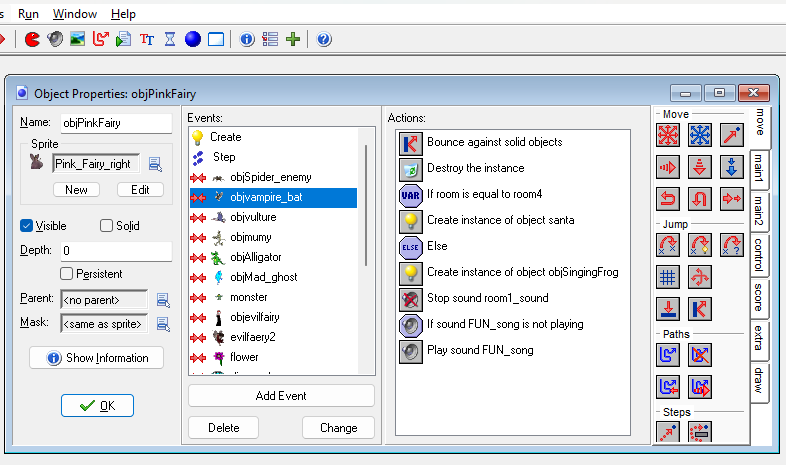 s Run Window Help
TT
Object Properties: objPinkFairy
Name: objPinkFairy
Sprite
Pink_Fairy_right
New Edit
Visible Solid
Depth: 0
Persistent
Parent: <no parent>
Mask: <same as sprite>
Show Information
OK
Events:
Create
Step
objSpider_enemy
objvampire_bat
objvulture
objmumy
objAlligator
objMad_ghost
monster
objevilfairy
evilfaery2
flower
Add Event
Delete Change
Actions:
Bounce against solid objects
Destroy the instance
VAR If room is equal to room4
Create instance of object santa
ELSE Else
Create instance of object objSingingFrog
Stop sound room1_sound
If sound FUN_song is not playing
Play sound FUN_song
Move
Jump
Paths
Steps
move
main1
main2
control
score
extra
draw